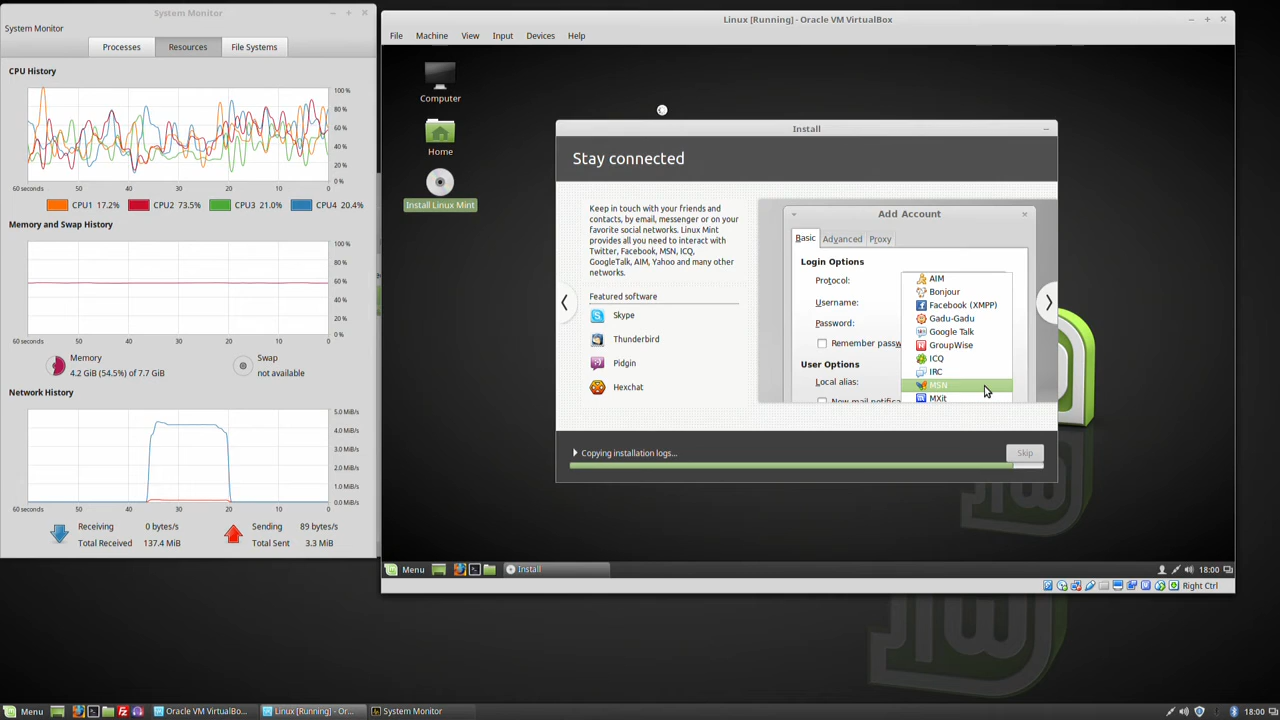 System Monitor
System Monitor
Processes
Resources
File Systems
CPU History
100 %
80 %
60 %
40 %
20 %
0 %
60 seconds
50
40
30
20
10
0
CPU1 17.2%
CPU2 73.5%
CPU3 21.0%
CPU4 20.4%
Memory and Swap History
100 %
80 %
60 %
40 %
20 %
0 %
60 seconds
50
40
30
20
10
0
Memory
4.2 GiB (54.5%) of 7.7 GiB
Swap
not available
Network History
5.0 MiB/s
4.0 MiB/s
3.0 MiB/s
2.0 MiB/s
1.0 MiB/s
0.0 MiB/s
60 seconds
50
40
30
20
10
0
Receiving
0 bytes/s
Total Received
137.4 MiB
Sending
89 bytes/s
Total Sent
3.3 MiB
Linux [Running] - Oracle VM VirtualBox
File
Machine
View
Input
Devices
Help
Computer
Home
Install Linux Mint
Install
Stay connected
Keep in touch with your friends and
contacts, by email, messenger or on your
favorite social networks. Linux Mint
provides all you need to interact with
Twitter, Facebook, MSN, ICQ,
GoogleTalk, AIM, Yahoo and many other
networks.
Featured software
Skype
Thunderbird
Pidgin
Hexchat
Add Account
Basic
Advanced
Proxy
Login Options
Protocol:
Username:
Password:
Remember passw
User Options
Local alias:
New mail notifica
AIM
Bonjour
Facebook (XMPP)
Gadu-Gadu
Google Talk
GroupWise
ICQ
IRC
MSN
MXit
Copying installation logs...
Skip
Menu
Install
18:00
Right Ctrl
Menu
Oracle VM VirtualBo...
Linux [Running] - Or...
System Monitor
18:00